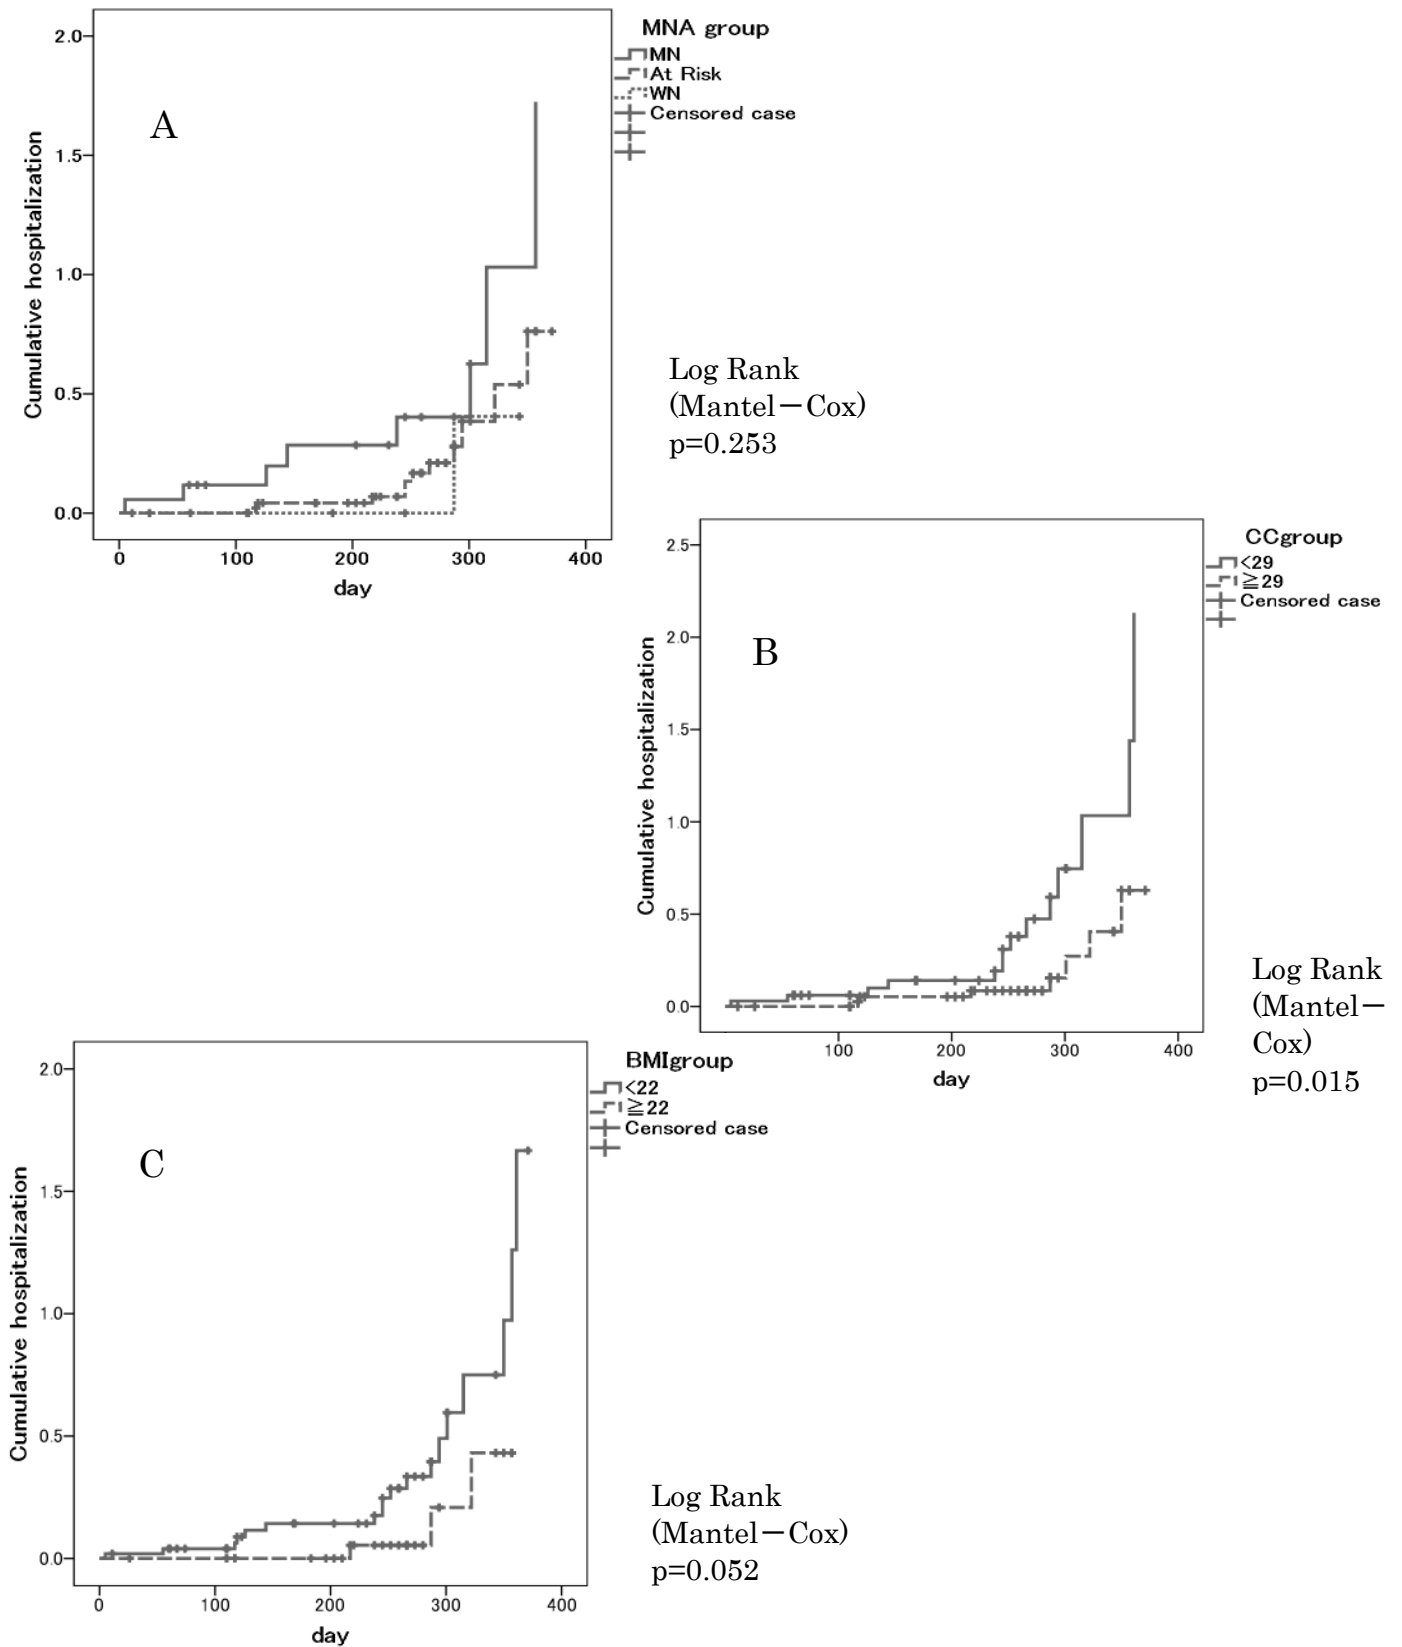 MNA group
MN
At Risk
WN
Censored case
A
Cumulative hospitalization
2.0
1.5
1.0
0.5
0.0
0 100 200 300 400
day
Log Rank
(Mantel－Cox)
p=0.253
CCgroup
<29
≧29
Censored case
B
Cumulative hospitalization
2.5
2.0
1.5
1.0
0.5
0.0
100 200 300 400
day
Log Rank
(Mantel－
Cox)
p=0.015
BMIgroup
<22
≧22
Censored case
C
Cumulative hospitalization
2.0
1.5
1.0
0.5
0.0
0 100 200 300 400
day
Log Rank
(Mantel－Cox)
p=0.052